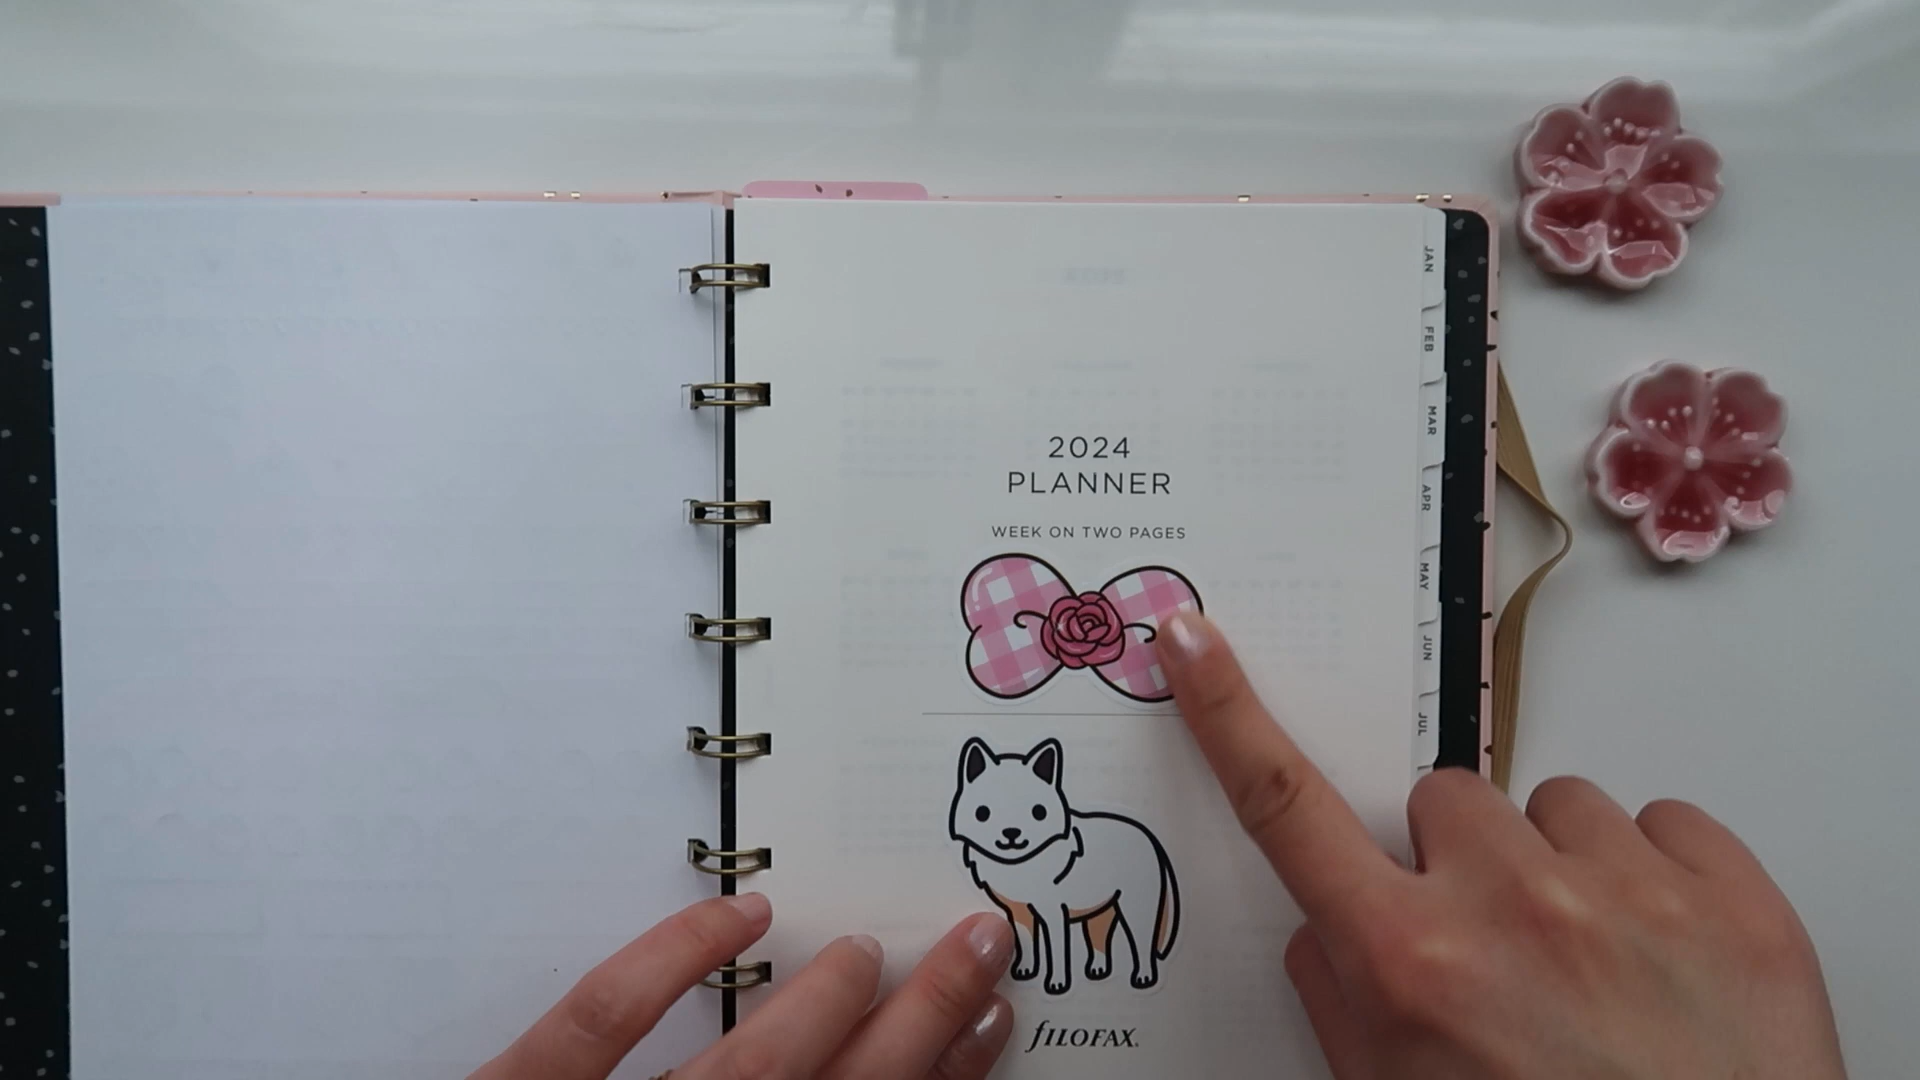 2024
PLANNER
WEEK ON TWO PAGES
fILOFAX.
JAN
FEB
MAR
APR
MAY
JUN
JUL